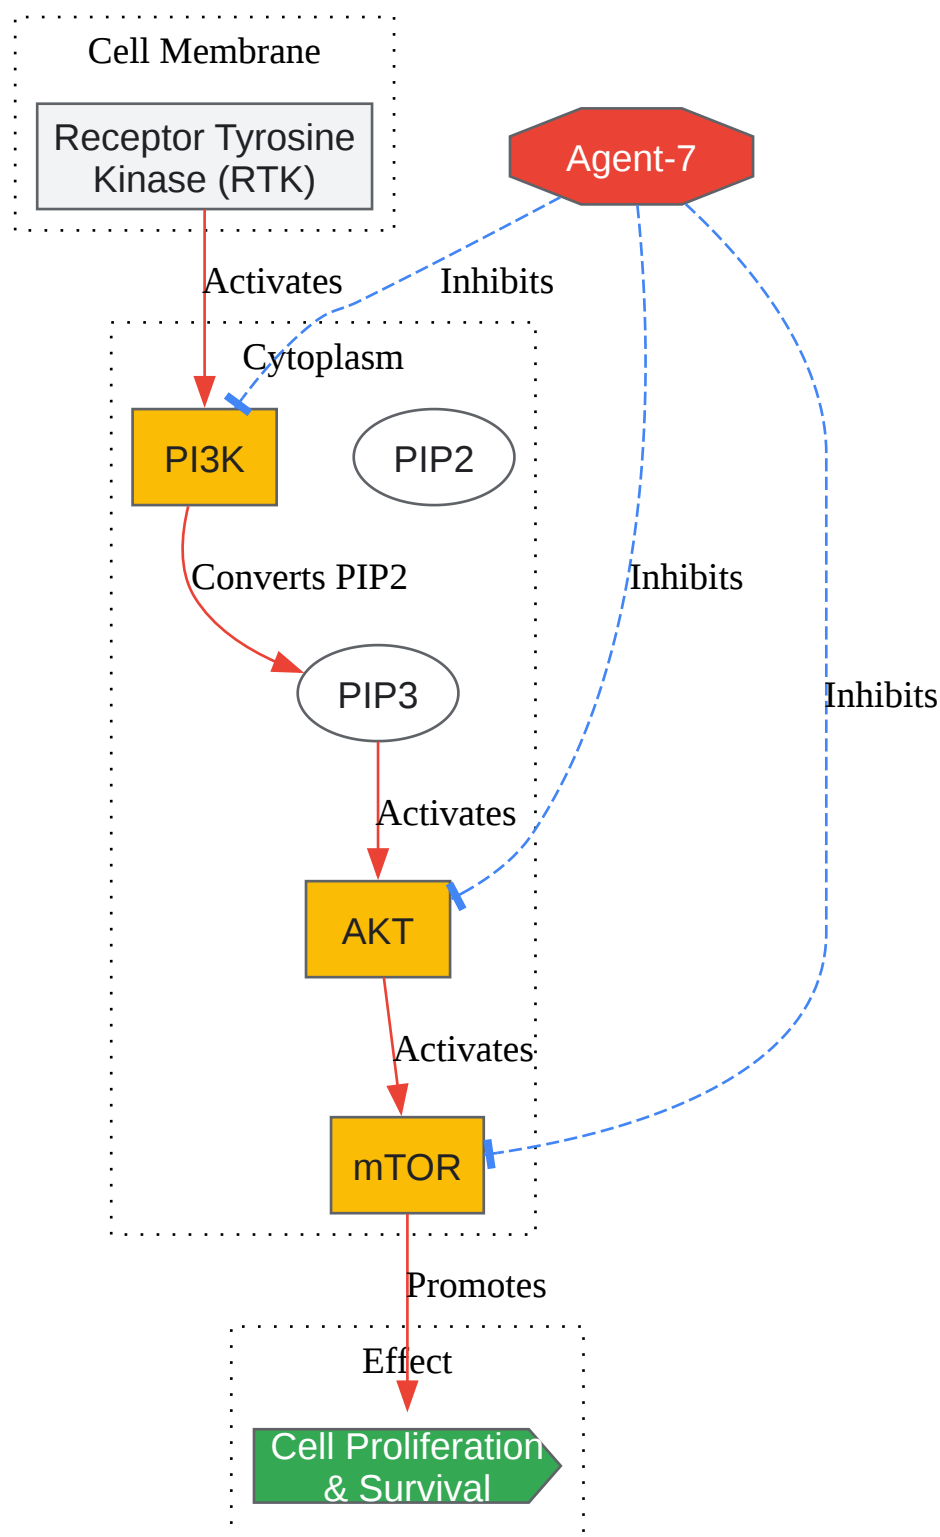 Cell Membrane
Receptor Tyrosine
Kinase (RTK)
Agent-7
Activates
Inhibits
Cytoplasm
PI3K
PIP2
Converts PIP2
Inhibits
PIP3
Inhibits
Activates
AKT
Activates
mTOR
Promotes
Effect
Cell Proliferation
& Survival